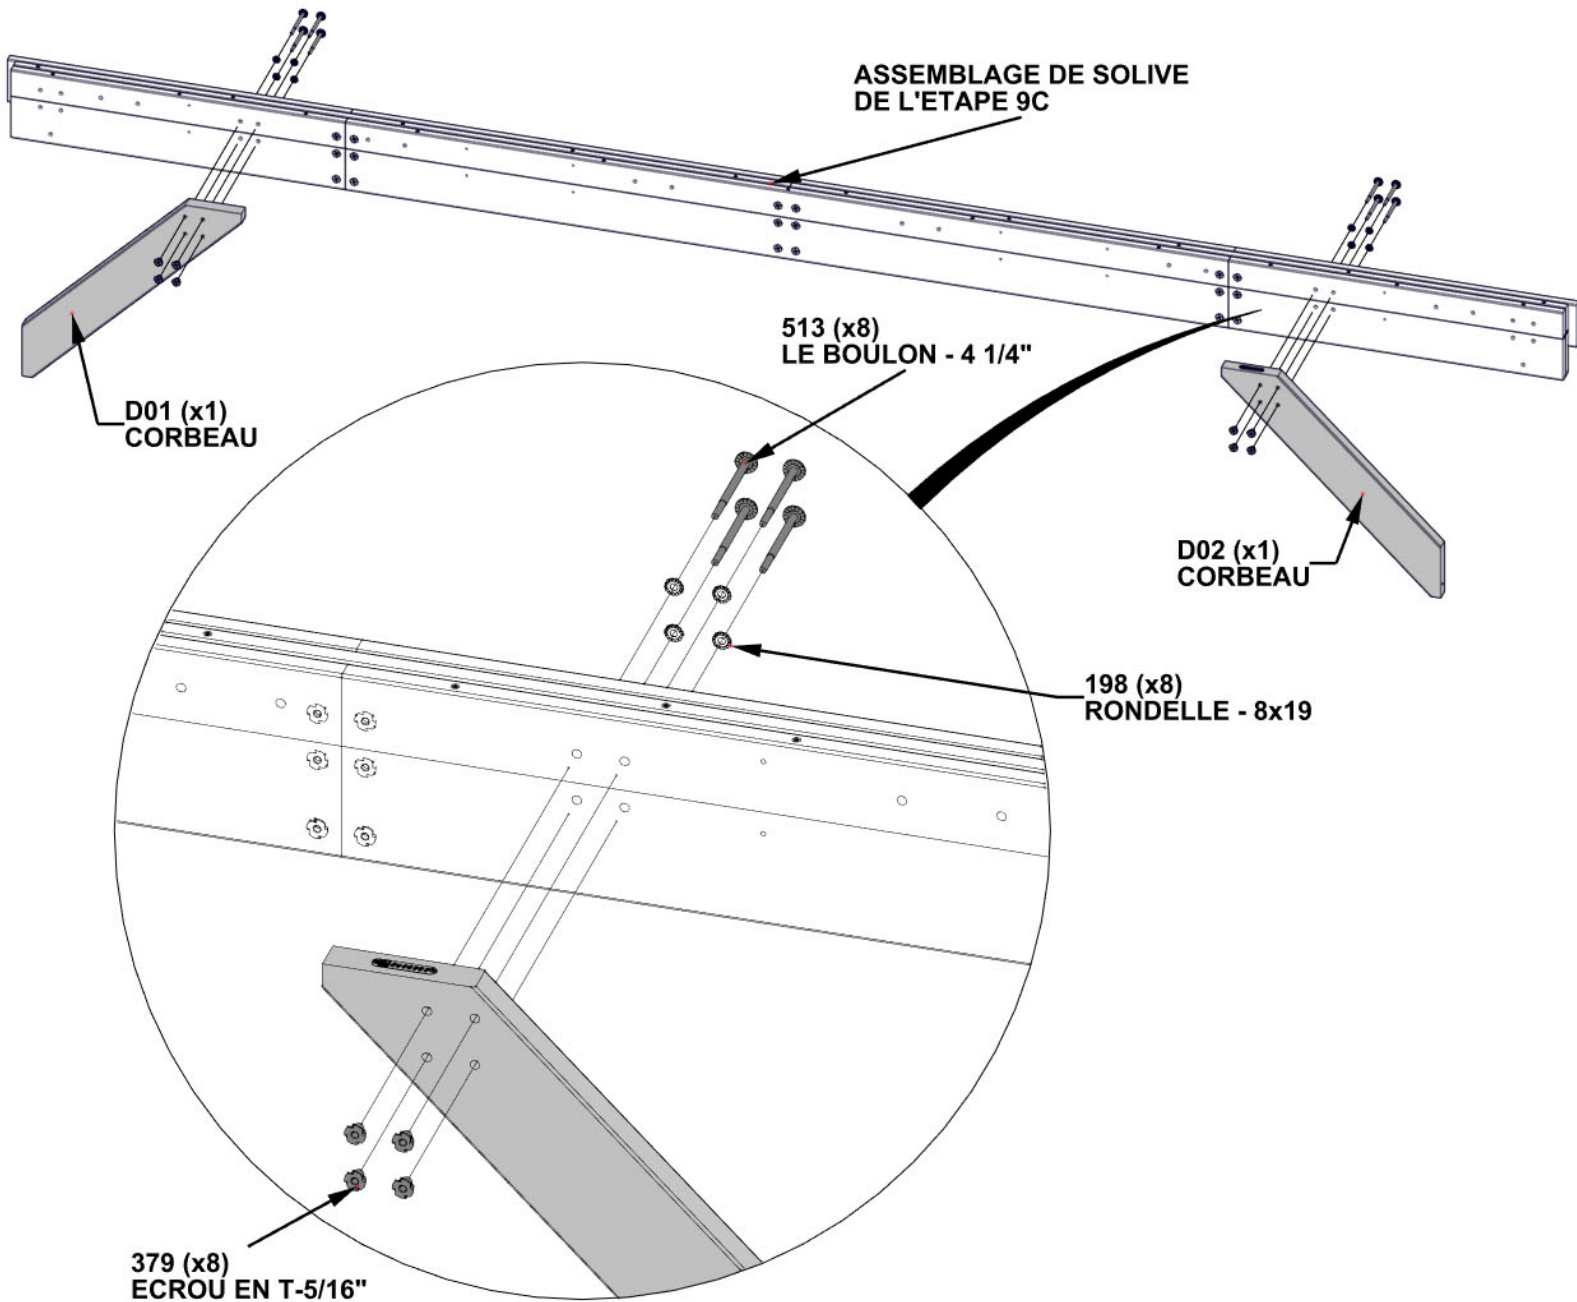 ASSEMBLAGE DE SOLIVE
DE L'ETAPE 9C
513 (x8)
LE BOULON - 4 1/4"
D01 (x1)
CORBEAU
D02 (x1)
CORBEAU
198 (x8)
RONDELLE - 8x19
379 (x8)
ECROU EN T-5/16"